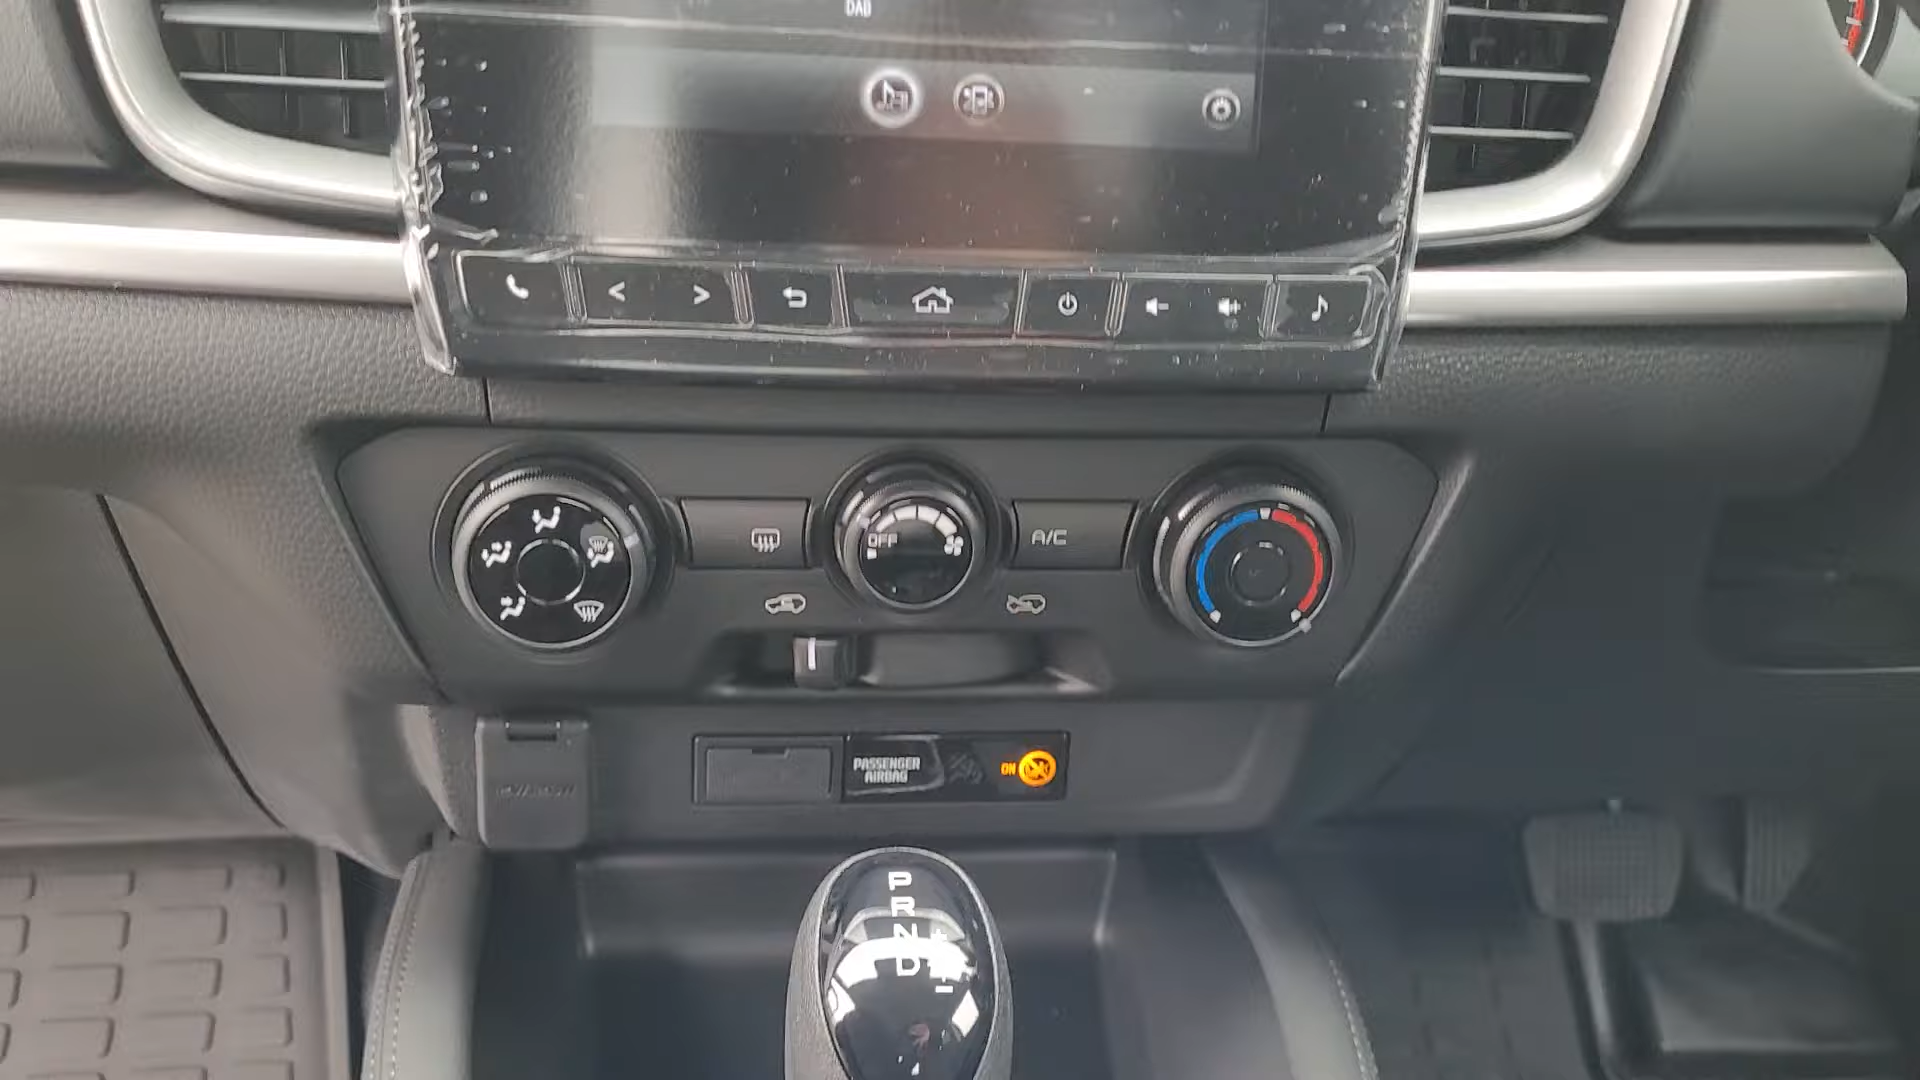 DAB
OFF
A/C
PASSENGER
AIRBAG
ON
P
R
N
D
+
-